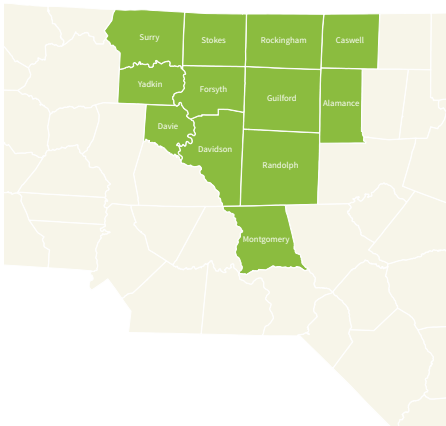 Surry
Stokes
Rockingham
Caswell
Yadkin
Forsyth
Guilford
Alamance
Davie
Davidson
Randolph
Montgomery